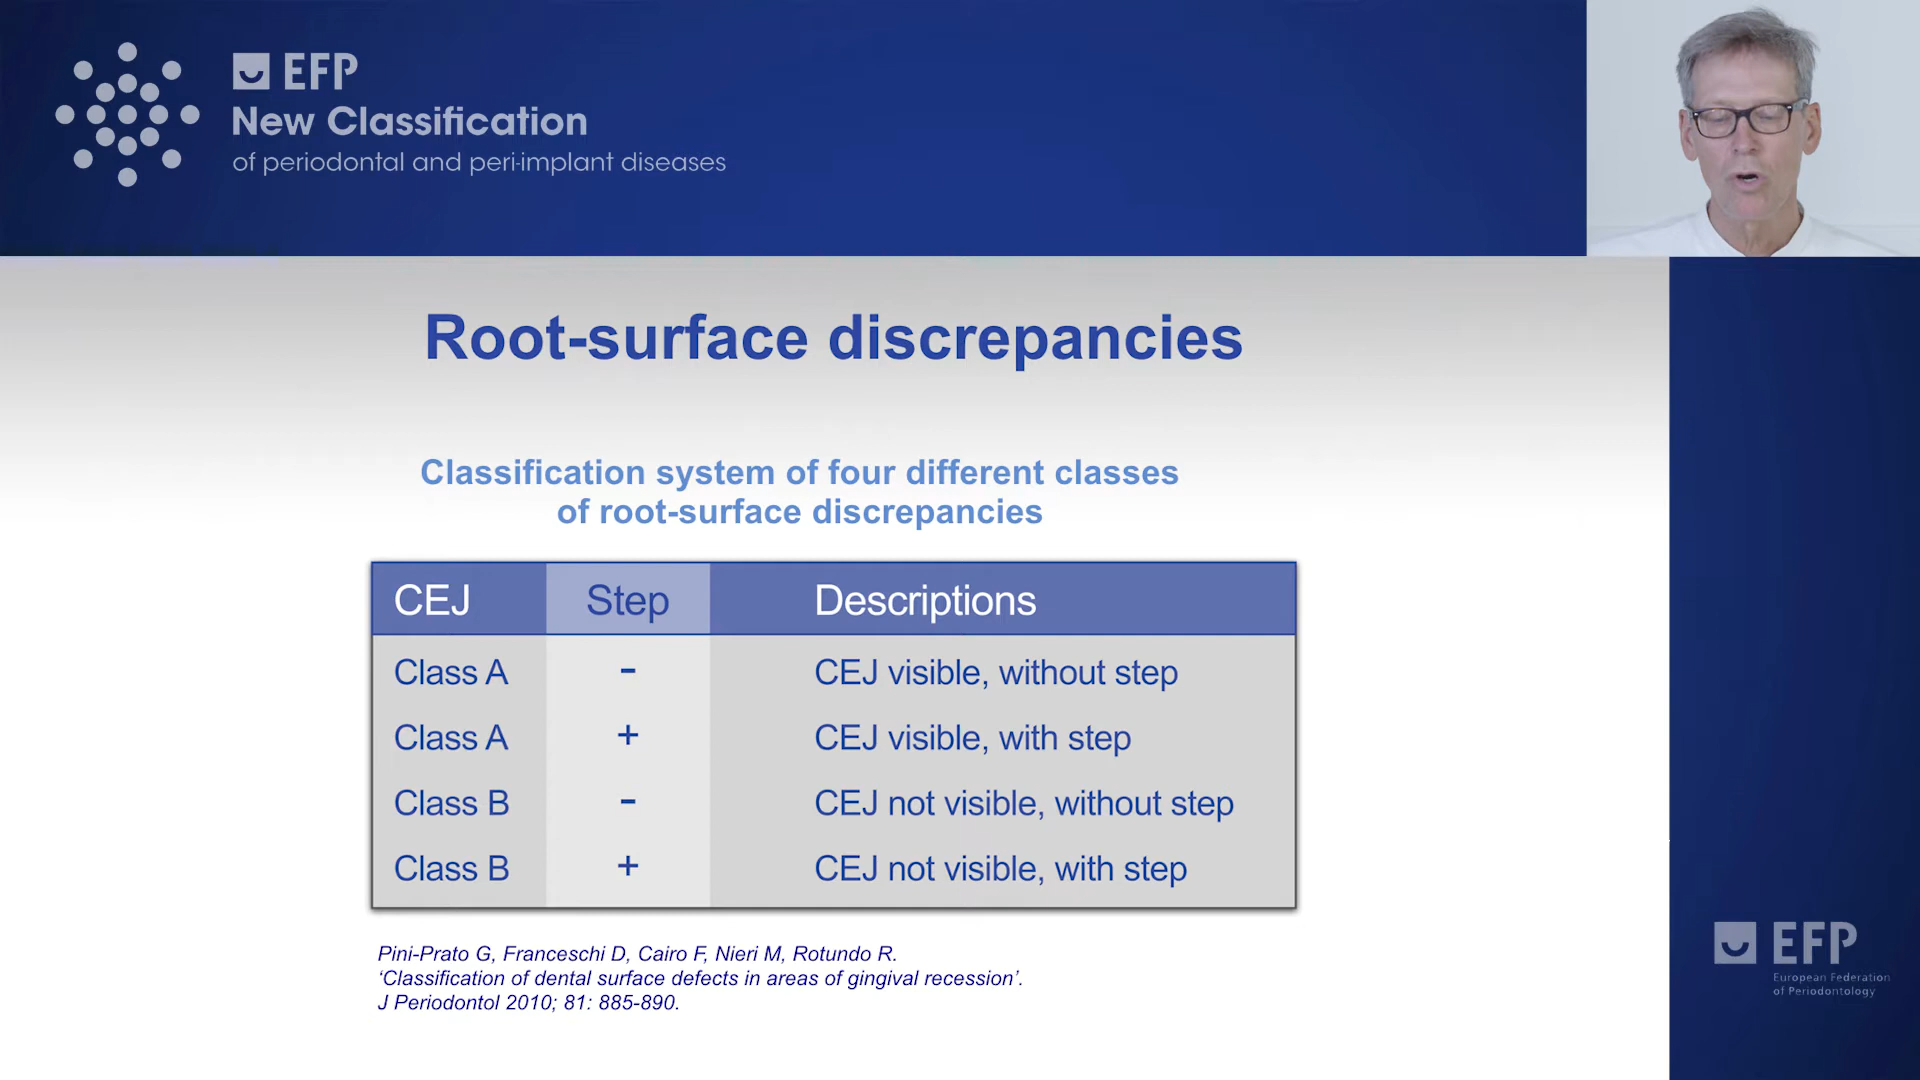 EFP
New Classification
of periodontal and peri-implant diseases
Root-surface discrepancies
Classification system of four different classes
of root-surface discrepancies
CEJ Step Descriptions
Class A - CEJ visible, without step
Class A + CEJ visible, with step
Class B - CEJ not visible, without step
Class B + CEJ not visible, with step
Pini-Prato G, Franceschi D, Cairo F, Nieri M, Rotundo R.
‘Classification of dental surface defects in areas of gingival recession’.
J Periodontol 2010; 81: 885-890.
EFP
European Federation
of Periodontology